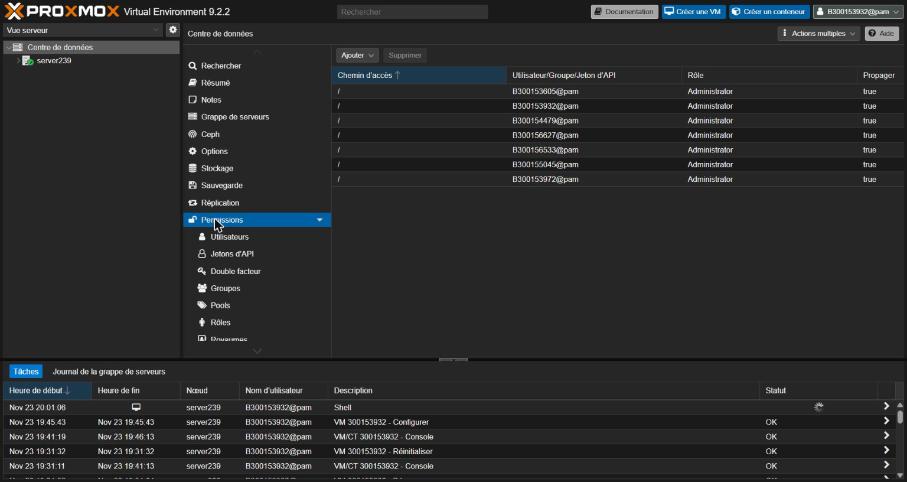 PROXMOX Virtual Environment 9.2.2
Rechercher
Documentation
Créer une VM
Créer un conteneur
B300153932@pam
Vue serveur
Centre de données
Actions multiples
Aide
Centre de données
server239
Rechercher
Résumé
Notes
Grappe de serveurs
Ceph
Options
Stockage
Sauvegarde
Réplication
Permissions
Utilisateurs
Jetons d'API
Double facteur
Groupes
Pools
Rôles
Royaumes
Ajouter
Supprimer
Chemin d'accès ↑ Utilisateur/Groupe/Jeton d'API Rôle Propager
/ B300153605@pam Administrator true
/ B300153932@pam Administrator true
/ B300154479@pam Administrator true
/ B300156627@pam Administrator true
/ B300156533@pam Administrator true
/ B300155045@pam Administrator true
/ B300153972@pam Administrator true
Tâches Journal de la grappe de serveurs
Heure de début ↓ Heure de fin Nœud Nom d'utilisateur Description Statut
Nov 23 20:01:06 server239 B300153932@pam Shell
Nov 23 19:45:43 Nov 23 19:45:43 server239 B300153932@pam VM 300153932 - Configurer OK
Nov 23 19:41:19 Nov 23 19:46:13 server239 B300153932@pam VM/CT 300153932 - Console OK
Nov 23 19:31:32 Nov 23 19:31:32 server239 B300153932@pam VM 300153932 - Réinitialiser OK
Nov 23 19:31:11 Nov 23 19:41:13 server239 B300153932@pam VM/CT 300153932 - Console OK